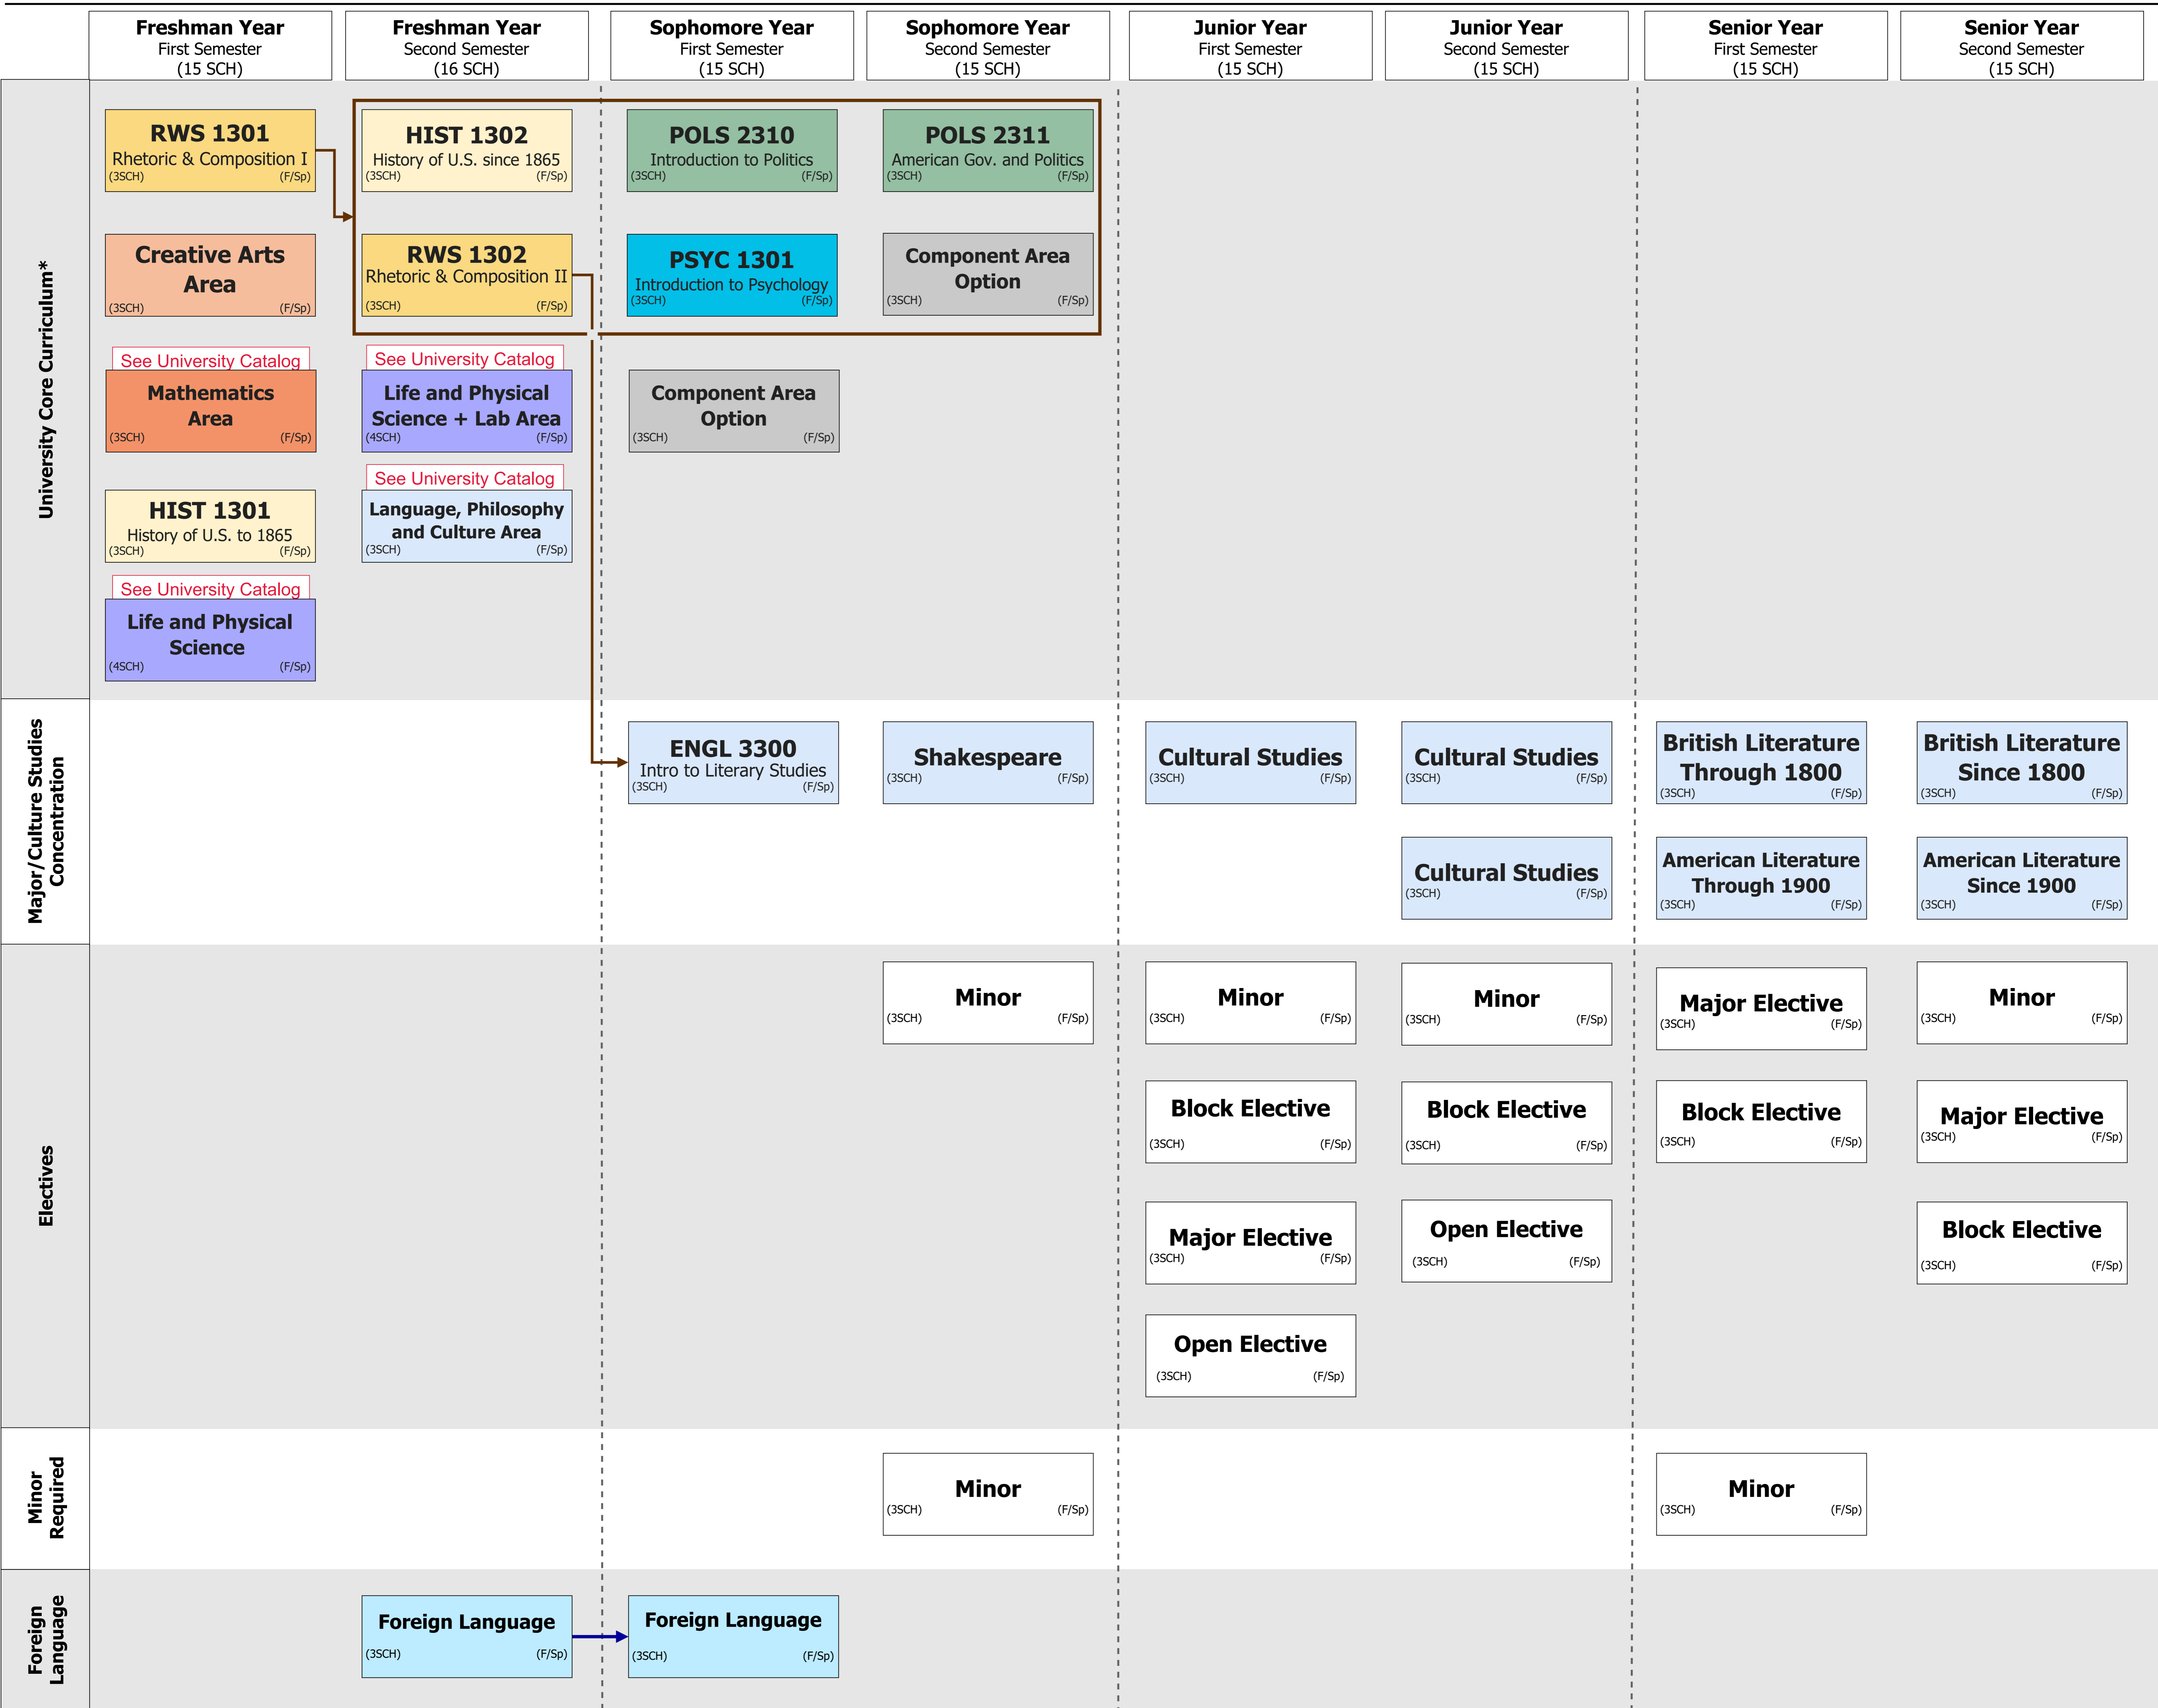 Freshman Year
First Semester
(15 SCH)
Freshman Year
Second Semester
(16 SCH)
Sophomore Year
First Semester
(15 SCH)
Sophomore Year
Second Semester
(15 SCH)
Junior Year
First Semester
(15 SCH)
Junior Year
Second Semester
(15 SCH)
Senior Year
First Semester
(15 SCH)
Senior Year
Second Semester
(15 SCH)
University Core Curriculum*
RWS 1301
Rhetoric & Composition I
(3SCH) (F/Sp)
HIST 1302
History of U.S. since 1865
(3SCH) (F/Sp)
POLS 2310
Introduction to Politics
(3SCH) (F/Sp)
POLS 2311
American Gov. and Politics
(3SCH) (F/Sp)
Creative Arts
Area
(3SCH) (F/Sp)
RWS 1302
Rhetoric & Composition II
(3SCH) (F/Sp)
PSYC 1301
Introduction to Psychology
(3SCH) (F/Sp)
Component Area
Option
(3SCH) (F/Sp)
See University Catalog
Mathematics
Area
(3SCH) (F/Sp)
See University Catalog
Life and Physical
Science + Lab Area
(4SCH) (F/Sp)
Component Area
Option
(3SCH) (F/Sp)
HIST 1301
History of U.S. to 1865
(3SCH) (F/Sp)
See University Catalog
Language, Philosophy
and Culture Area
(3SCH) (F/Sp)
See University Catalog
Life and Physical
Science
(4SCH) (F/Sp)
Major/Culture Studies
Concentration
ENGL 3300
Intro to Literary Studies
(3SCH) (F/Sp)
Shakespeare
(3SCH) (F/Sp)
Cultural Studies
(3SCH) (F/Sp)
Cultural Studies
(3SCH) (F/Sp)
British Literature
Through 1800
(3SCH) (F/Sp)
British Literature
Since 1800
(3SCH) (F/Sp)
Cultural Studies
(3SCH) (F/Sp)
American Literature
Through 1900
(3SCH) (F/Sp)
American Literature
Since 1900
(3SCH) (F/Sp)
Electives
Minor
(3SCH) (F/Sp)
Minor
(3SCH) (F/Sp)
Minor
(3SCH) (F/Sp)
Major Elective
(3SCH) (F/Sp)
Minor
(3SCH) (F/Sp)
Block Elective
(3SCH) (F/Sp)
Block Elective
(3SCH) (F/Sp)
Block Elective
(3SCH) (F/Sp)
Major Elective
(3SCH) (F/Sp)
Major Elective
(3SCH) (F/Sp)
Open Elective
(3SCH) (F/Sp)
Block Elective
(3SCH) (F/Sp)
Open Elective
(3SCH) (F/Sp)
Minor
Required
Minor
(3SCH) (F/Sp)
Minor
(3SCH) (F/Sp)
Foreign
Language
Foreign Language
(3SCH) (F/Sp)
Foreign Language
(3SCH) (F/Sp)